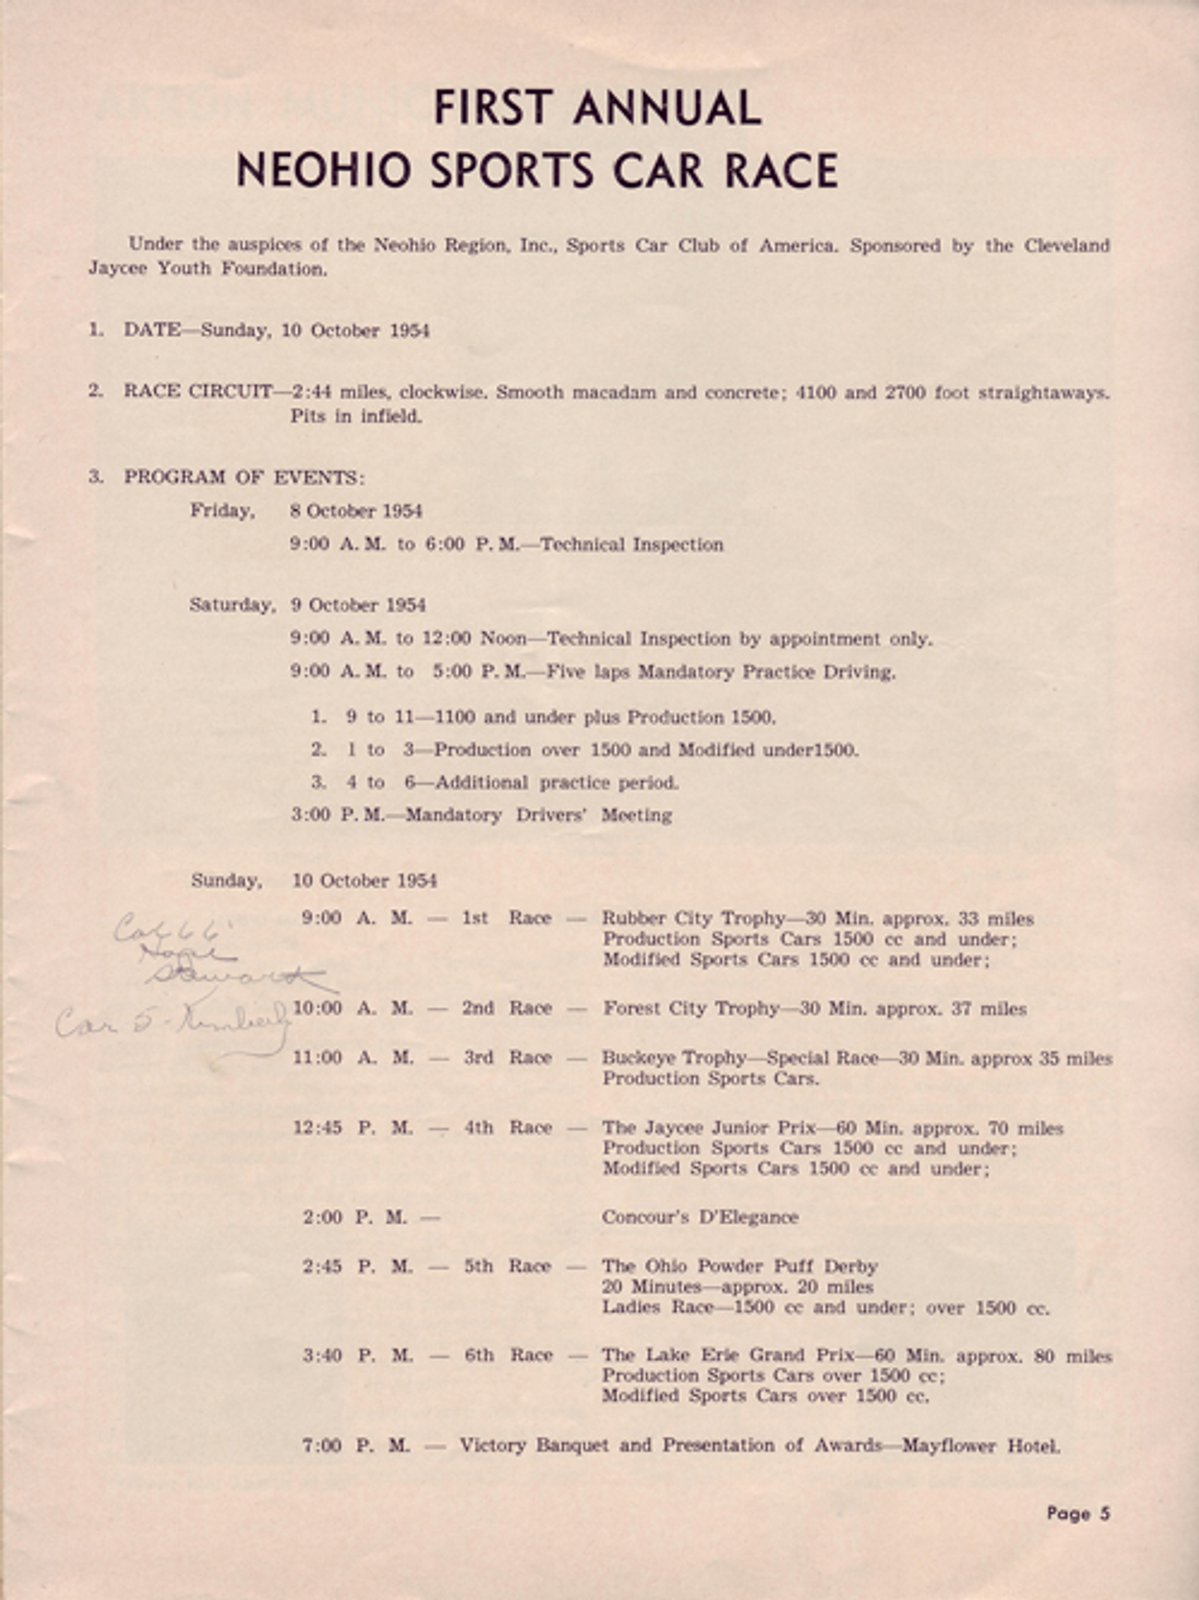 FIRST ANNUAL
NEOHIO SPORTS CAR RACE
Under the auspices of the Neohio Region, Inc., Sports Car Club of America. Sponsored by the Cleveland
Jaycee Youth Foundation.
1. DATE—Sunday, 10 October 1954
2. RACE CIRCUIT—2:44 miles, clockwise. Smooth macadam and concrete; 4100 and 2700 foot straightaways.
Pits in infield.
3. PROGRAM OF EVENTS:
Friday, 8 October 1954
9:00 A. M. to 6:00 P. M.—Technical Inspection
Saturday, 9 October 1954
9:00 A. M. to 12:00 Noon—Technical Inspection by appointment only.
9:00 A. M. to 5:00 P. M.—Five laps Mandatory Practice Driving.
1. 9 to 11—1100 and under plus Production 1500.
2. 1 to 3—Production over 1500 and Modified under1500.
3. 4 to 6—Additional practice period.
3:00 P. M.—Mandatory Drivers' Meeting
Sunday, 10 October 1954
9:00 A. M. — 1st Race — Rubber City Trophy—30 Min. approx. 33 miles
Production Sports Cars 1500 cc and under;
Modified Sports Cars 1500 cc and under;
Car 5 - Kimberly
10:00 A. M. — 2nd Race — Forest City Trophy—30 Min. approx. 37 miles
11:00 A. M. — 3rd Race — Buckeye Trophy—Special Race—30 Min. approx 35 miles
Production Sports Cars.
12:45 P. M. — 4th Race — The Jaycee Junior Prix—60 Min. approx. 70 miles
Production Sports Cars 1500 cc and under;
Modified Sports Cars 1500 cc and under;
2:00 P. M. — Concour's D'Elegance
2:45 P. M. — 5th Race — The Ohio Powder Puff Derby
20 Minutes—approx. 20 miles
Ladies Race—1500 cc and under; over 1500 cc.
3:40 P. M. — 6th Race — The Lake Erie Grand Prix—60 Min. approx. 80 miles
Production Sports Cars over 1500 cc;
Modified Sports Cars over 1500 cc.
7:00 P. M. — Victory Banquet and Presentation of Awards—Mayflower Hotel.
Page 5